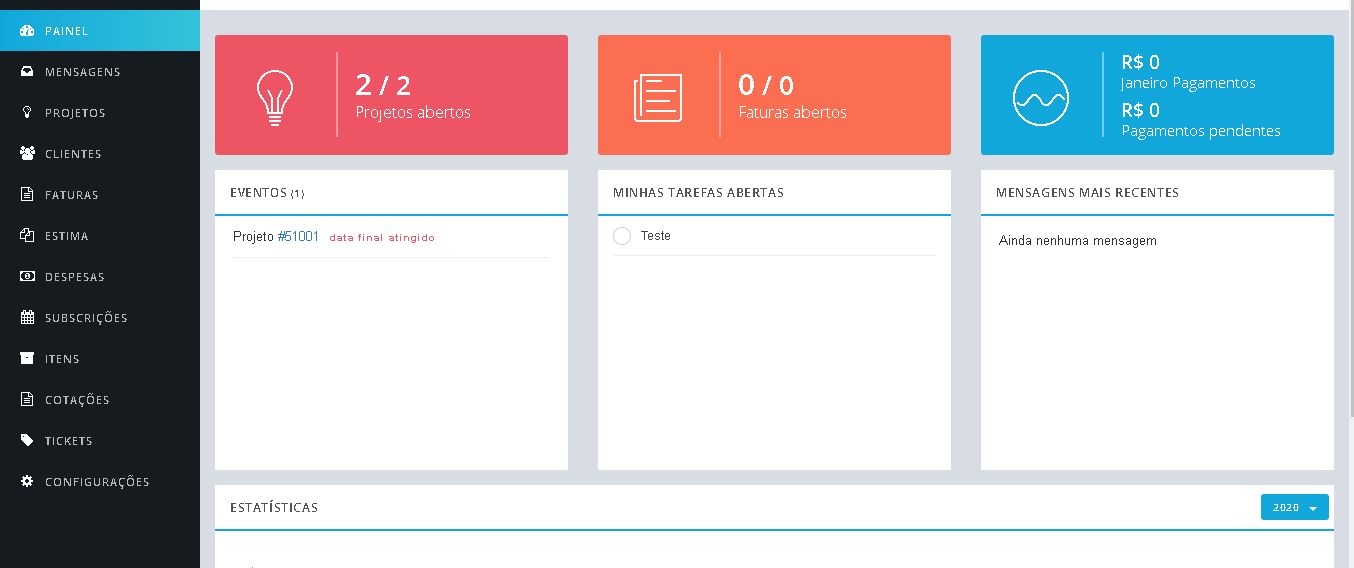 PAINEL
MENSAGENS
PROJETOS
CLIENTES
FATURAS
ESTIMA
DESPESAS
SUBSCRIÇÕES
ITENS
COTAÇÕES
TICKETS
CONFIGURAÇÕES
2 / 2
Projetos abertos
0 / 0
Faturas abertos
R$ 0
Janeiro Pagamentos
R$ 0
Pagamentos pendentes
EVENTOS (1)
Projeto #51001 data final atingido
MINHAS TAREFAS ABERTAS
Teste
MENSAGENS MAIS RECENTES
Ainda nenhuma mensagem
ESTATÍSTICAS
2020